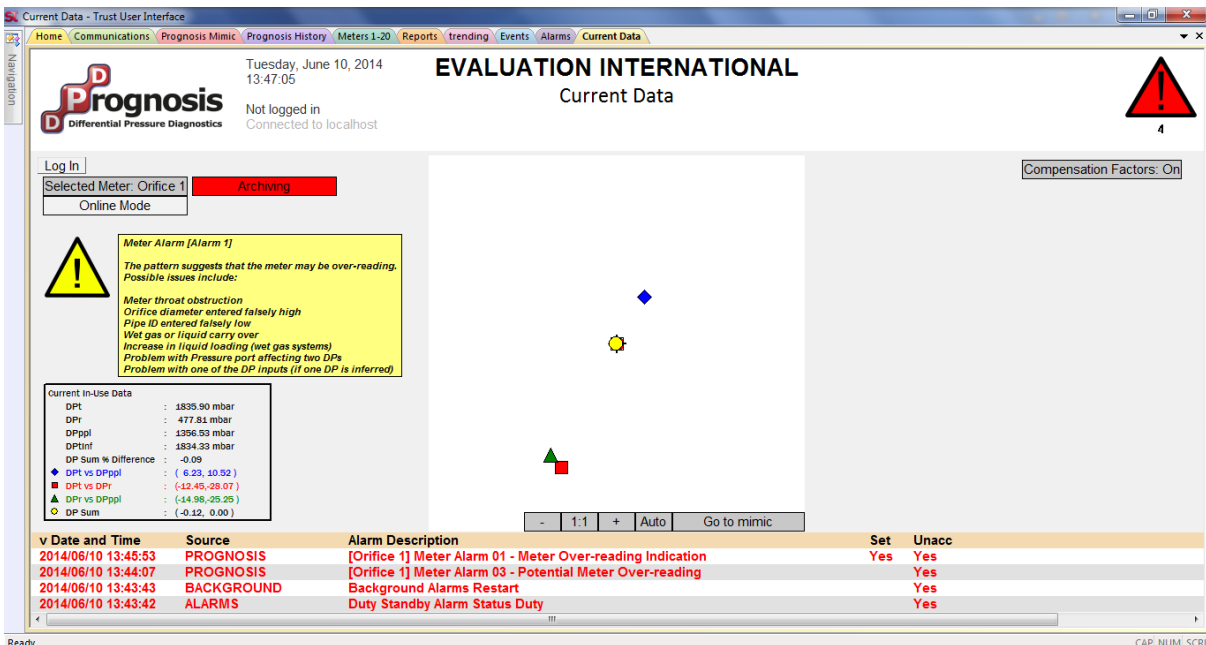 Current Data - Trust User Interface
Home Communications Prognosis Mimic Prognosis History Meters 1-20 Reports trending Events Alarms Current Data
Navigation
D
Prognosis
D Differential Pressure Diagnostics
Tuesday, June 10, 2014
13:47:05
Not logged in
Connected to localhost
EVALUATION INTERNATIONAL
Current Data
!
4
Log In
Selected Meter: Orifice 1
Archiving
Online Mode
Compensation Factors: On
!
Meter Alarm [Alarm 1]
The pattern suggests that the meter may be over-reading.
Possible issues include:
Meter throat obstruction
Orifice diameter entered falsely high
Pipe ID entered falsely low
Wet gas or liquid carry over
Increase in liquid loading (wet gas systems)
Problem with Pressure port affecting two DPs
Problem with one of the DP inputs (if one DP is inferred)
Current In-Use Data
DPt : 1835.90 mbar
DPr : 477.81 mbar
DPppl : 1356.53 mbar
DPtinf : 1834.33 mbar
DP Sum % Difference : -0.09
DPt vs DPppl : ( 6.23, 10.52 )
DPt vs DPr : (-12.45,-28.07 )
DPr vs DPppl : (-14.98,-25.25 )
DP Sum : ( -0.12, 0.00 )
- 1:1 + Auto Go to mimic
v Date and Time Source Alarm Description Set Unacc
2014/06/10 13:45:53 PROGNOSIS [Orifice 1] Meter Alarm 01 - Meter Over-reading Indication Yes Yes
2014/06/10 13:44:07 PROGNOSIS [Orifice 1] Meter Alarm 03 - Potential Meter Over-reading Yes
2014/06/10 13:43:43 BACKGROUND Background Alarms Restart Yes
2014/06/10 13:43:42 ALARMS Duty Standby Alarm Status Duty Yes
Ready
CAP NUM SCRL